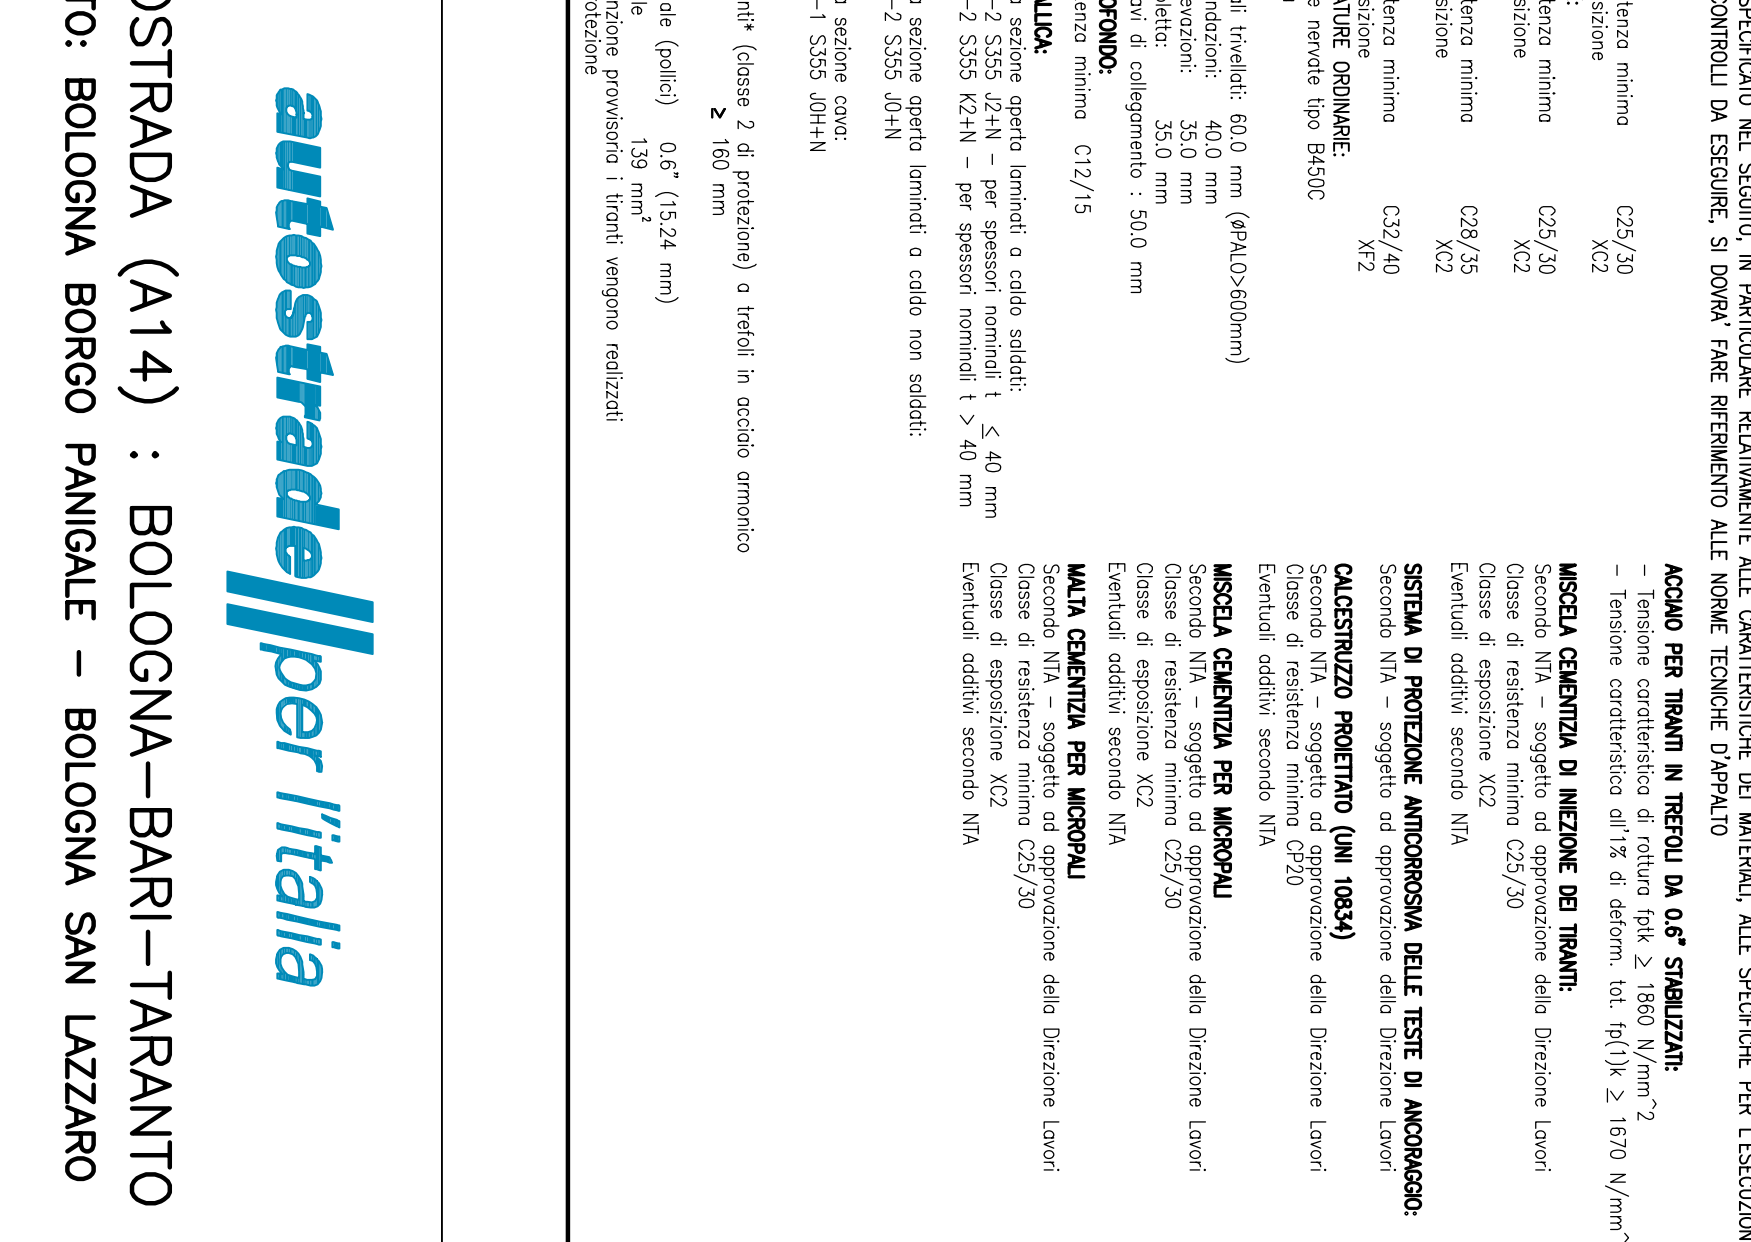 SPECIFICATO NEL SEGUITO, IN PARTICOLARE RELATIVAMENTE ALLE CARATTERISTICHE DEI MATERIALI, ALLE SPECIFICHE PER L'ESECUZION
CONTROLLI DA ESEGUIRE, SI DOVRA' FARE RIFERIMENTO ALLE NORME TECNICHE D'APPALTO
tenza minima C25/30
sizione XC2
tenza minima C25/30
sizione XC2
tenza minima C28/35
sizione XC2
tenza minima C32/40
sizione XF2
ATURE ORDINARIE:
e nervate tipo B450C
ali trivellati: 60.0 mm (øPALO>600mm)
ndazioni: 40.0 mm
evazioni: 35.0 mm
oletta: 35.0 mm
avi di collegamento : 50.0 mm
OFONDO:
enza minima C12/15
ALLICA:
a sezione aperta laminati a caldo saldati:
-2 S355 J2+N - per spessori nominali t ≤ 40 mm
-2 S355 K2+N - per spessori nominali t > 40 mm
a sezione aperta laminati a caldo non saldati:
-2 S355 J0+N
a sezione cava:
-1 S355 J0H+N
nti* (classe 2 di protezione) a trefoli in acciaio armonico
≥ 160 mm
ale (pollici) 0.6" (15.24 mm)
le 139 mm²
nzione provvisoria i tiranti vengono realizzati
rotezione
ACCIAIO PER TIRANTI IN TREFOLI DA 0.6" STABILIZZATI:
- Tensione caratteristica di rottura fptk ≥ 1860 N/mm^2
- Tensione caratteristica all'1% di deform. tot. fp(1)k ≥ 1670 N/mm^
MISCELA CEMENTIZIA DI INIEZIONE DEI TIRANTI:
Secondo NTA - soggetto ad approvazione della Direzione Lavori
Classe di resistenza minima C25/30
Classe di esposizione XC2
Eventuali additivi secondo NTA
SISTEMA DI PROTEZIONE ANTICORROSIVA DELLE TESTE DI ANCORAGGIO:
Secondo NTA - soggetto ad approvazione della Direzione Lavori
CALCESTRUZZO PROIETTATO (UNI 10834)
Secondo NTA - soggetto ad approvazione della Direzione Lavori
Classe di resistenza minima CP20
Eventuali additivi secondo NTA
MISCELA CEMENTIZIA PER MICROPALI
Secondo NTA - soggetto ad approvazione della Direzione Lavori
Classe di resistenza minima C25/30
Classe di esposizione XC2
Eventuali additivi secondo NTA
MALTA CEMENTIZIA PER MICROPALI
Secondo NTA - soggetto ad approvazione della Direzione Lavori
Classe di resistenza minima C25/30
Classe di esposizione XC2
Eventuali additivi secondo NTA
autostrade per l'italia
OSTRADA (A14) : BOLOGNA-BARI-TARANTO
TO: BOLOGNA BORGO PANIGALE - BOLOGNA SAN LAZZARO